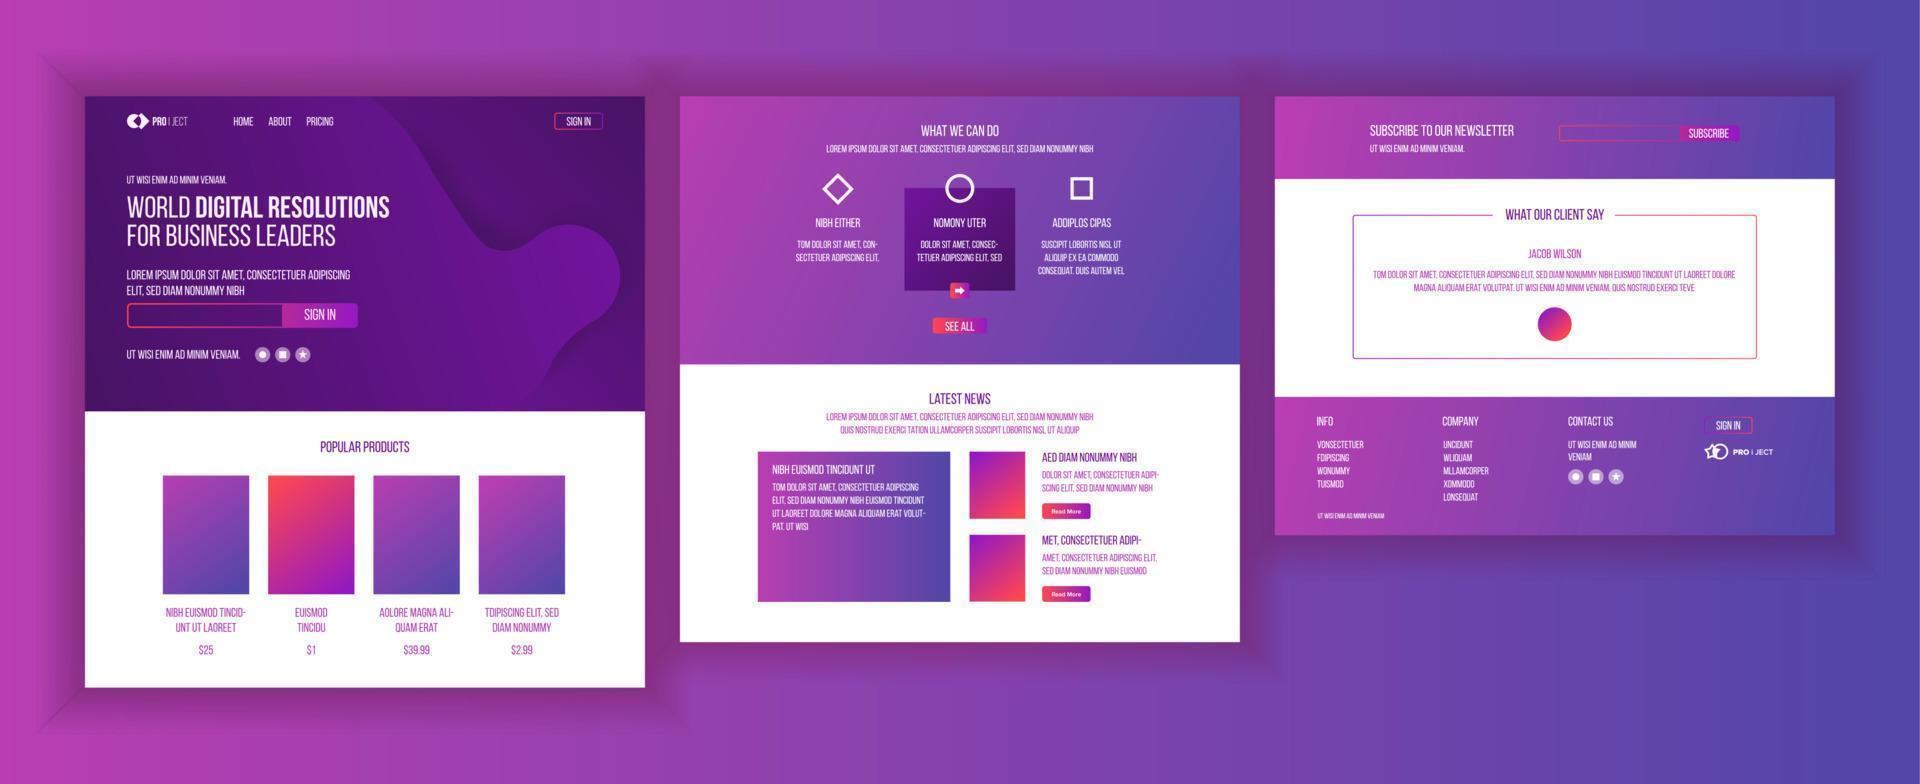 PRO | JECT
HOME ABOUT PRICING
SIGN IN
UT WISI ENIM AD MINIM VENIAM.
WORLD DIGITAL RESOLUTIONS
FOR BUSINESS LEADERS
LOREM IPSUM DOLOR SIT AMET, CONSECTETUER ADIPISCING
ELIT, SED DIAM NONUMMY NIBH
SIGN IN
UT WISI ENIM AD MINIM VENIAM.
POPULAR PRODUCTS
NIBH EUISMOD TINCID-
UNT UT LAOREET
$25
EUISMOD
TINCIDU
$1
AOLORE MAGNA ALI-
QUAM ERAT
$39.99
TDIPISCING ELIT, SED
DIAM NONUMMY
$2.99
WHAT WE CAN DO
LOREM IPSUM DOLOR SIT AMET, CONSECTETUER ADIPISCING ELIT, SED DIAM NONUMMY NIBH
NIBH EITHER
TOM DOLOR SIT AMET, CON-
SECTETUER ADIPISCING ELIT,
NOMONY UTER
DOLOR SIT AMET, CONSEC-
TETUER ADIPISCING ELIT, SED
ADDIPLOS CIPAS
SUSCIPIT LOBORTIS NISL UT
ALIQUIP EX EA COMMODO
CONSEQUAT. DUIS AUTEM VEL
SEE ALL
LATEST NEWS
LOREM IPSUM DOLOR SIT AMET, CONSECTETUER ADIPISCING ELIT, SED DIAM NONUMMY NIBH
QUIS NOSTRUD EXERCI TATION ULLAMCORPER SUSCIPIT LOBORTIS NISL UT ALIQUIP
NIBH EUISMOD TINCIDUNT UT
TOM DOLOR SIT AMET, CONSECTETUER ADIPISCING
ELIT, SED DIAM NONUMMY NIBH EUISMOD TINCIDUNT
UT LAOREET DOLORE MAGNA ALIQUAM ERAT VOLUT-
PAT. UT WISI
AED DIAM NONUMMY NIBH
DOLOR SIT AMET, CONSECTETUER ADIPI-
SCING ELIT, SED DIAM NONUMMY NIBH
Read More
MET, CONSECTETUER ADIPI-
AMET, CONSECTETUER ADIPISCING ELIT,
SED DIAM NONUMMY NIBH EUISMOD
Read More
SUBSCRIBE TO OUR NEWSLETTER
UT WISI ENIM AD MINIM VENIAM.
SUBSCRIBE
WHAT OUR CLIENT SAY
JACOB WILSON
TOM DOLOR SIT AMET, CONSECTETUER ADIPISCING ELIT, SED DIAM NONUMMY NIBH EUISMOD TINCIDUNT UT LAOREET DOLORE
MAGNA ALIQUAM ERAT VOLUTPAT. UT WISI ENIM AD MINIM VENIAM, QUIS NOSTRUD EXERCI TEVE
INFO
VONSECTETUER
FDIPISCING
WONUMMY
TUISMOD
UT WISI ENIM AD MINIM VENIAM
COMPANY
UNCIDUNT
WLIQUAM
MLLAMCORPER
XOMMODO
LONSEQUAT
CONTACT US
UT WISI ENIM AD MINIM
VENIAM
SIGN IN
PRO | JECT